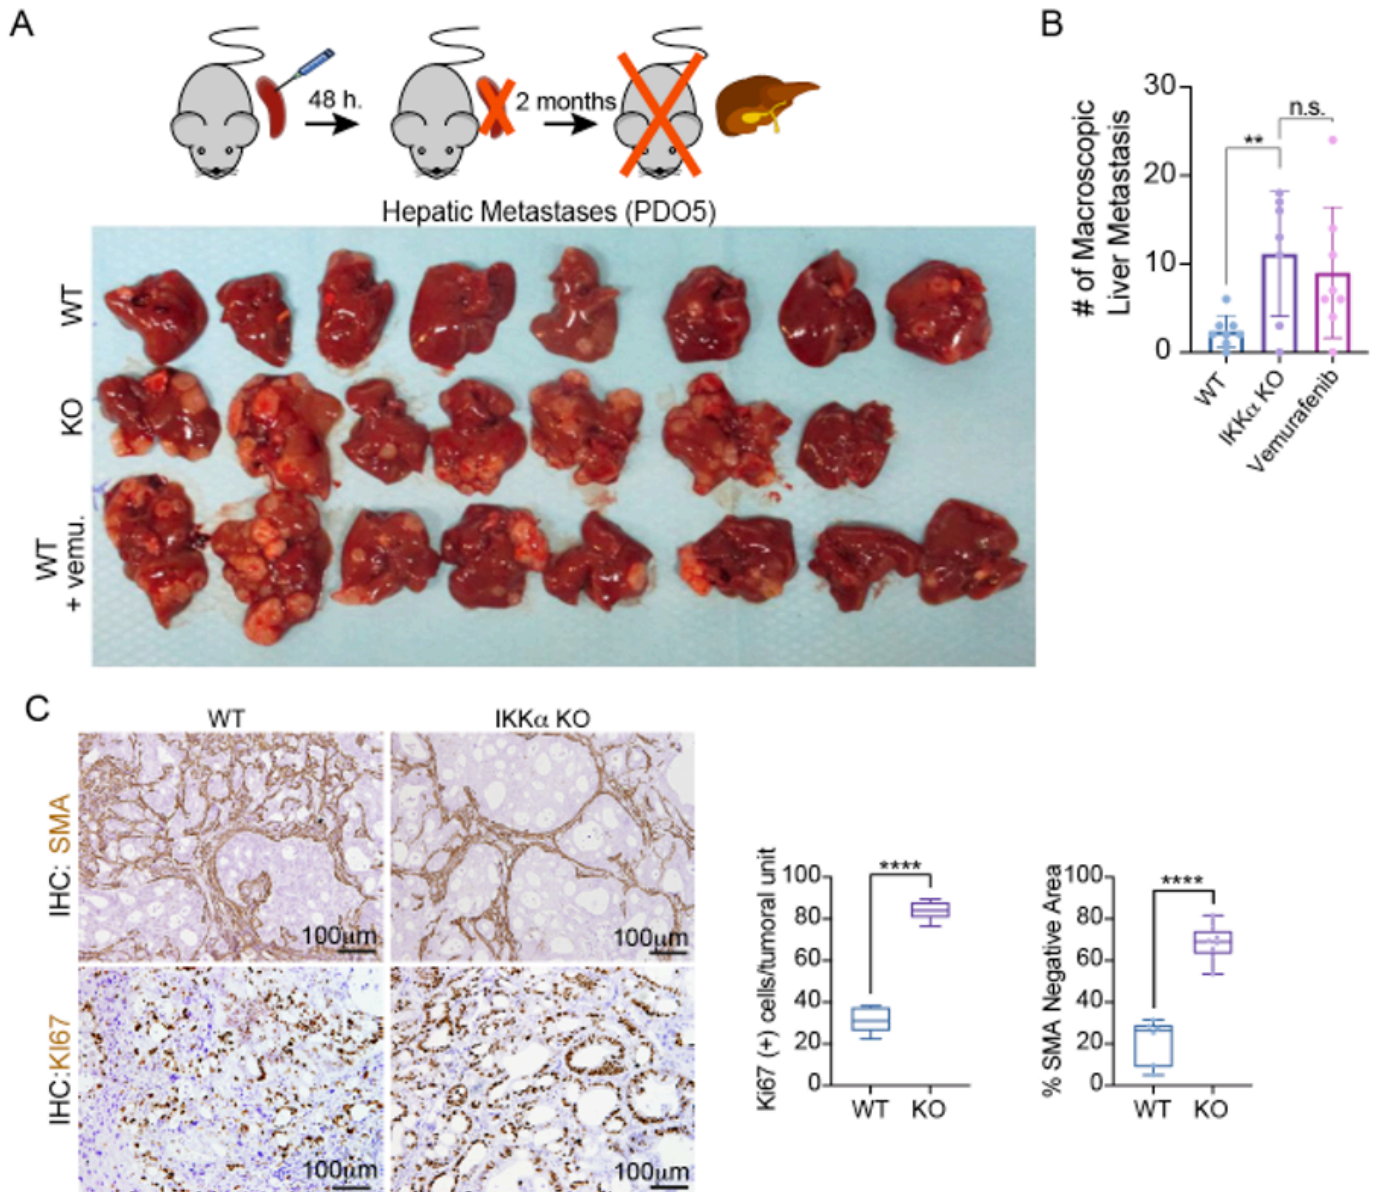 A
48 h.
2 months
Hepatic Metastases (PDO5)
WT
KO
WT
+ vemu.
B
# of Macroscopic
Liver Metastasis
30
20
10
0
**
n.s.
WT
IKKα KO
Vemurafenib
C
WT
IKKα KO
IHC: SMA
100μm
100μm
IHC:KI67
100μm
100μm
Ki67 (+) cells/tumoral unit
100
80
60
40
20
0
****
WT
KO
% SMA Negative Area
100
80
60
40
20
0
****
WT
KO